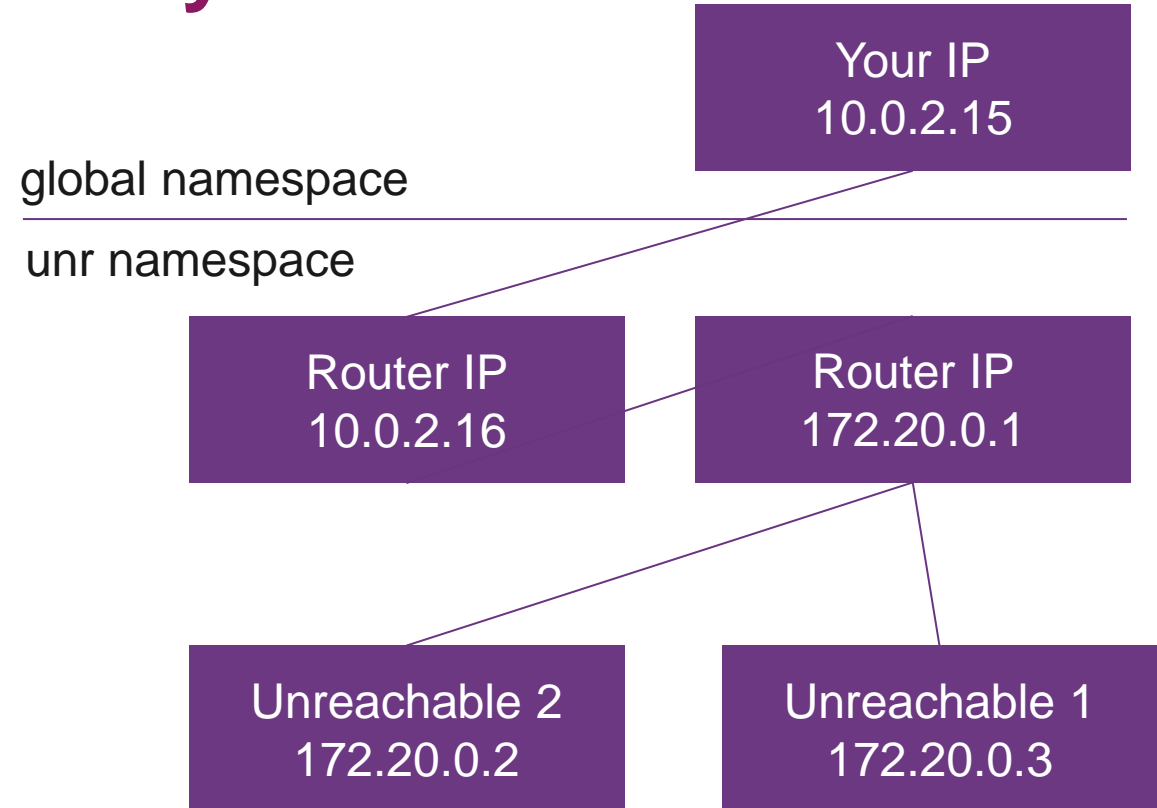 Your IP
10.0.2.15
global namespace
unr namespace
Router IP
10.0.2.16
Router IP
172.20.0.1
Unreachable 2
172.20.0.2
Unreachable 1
172.20.0.3